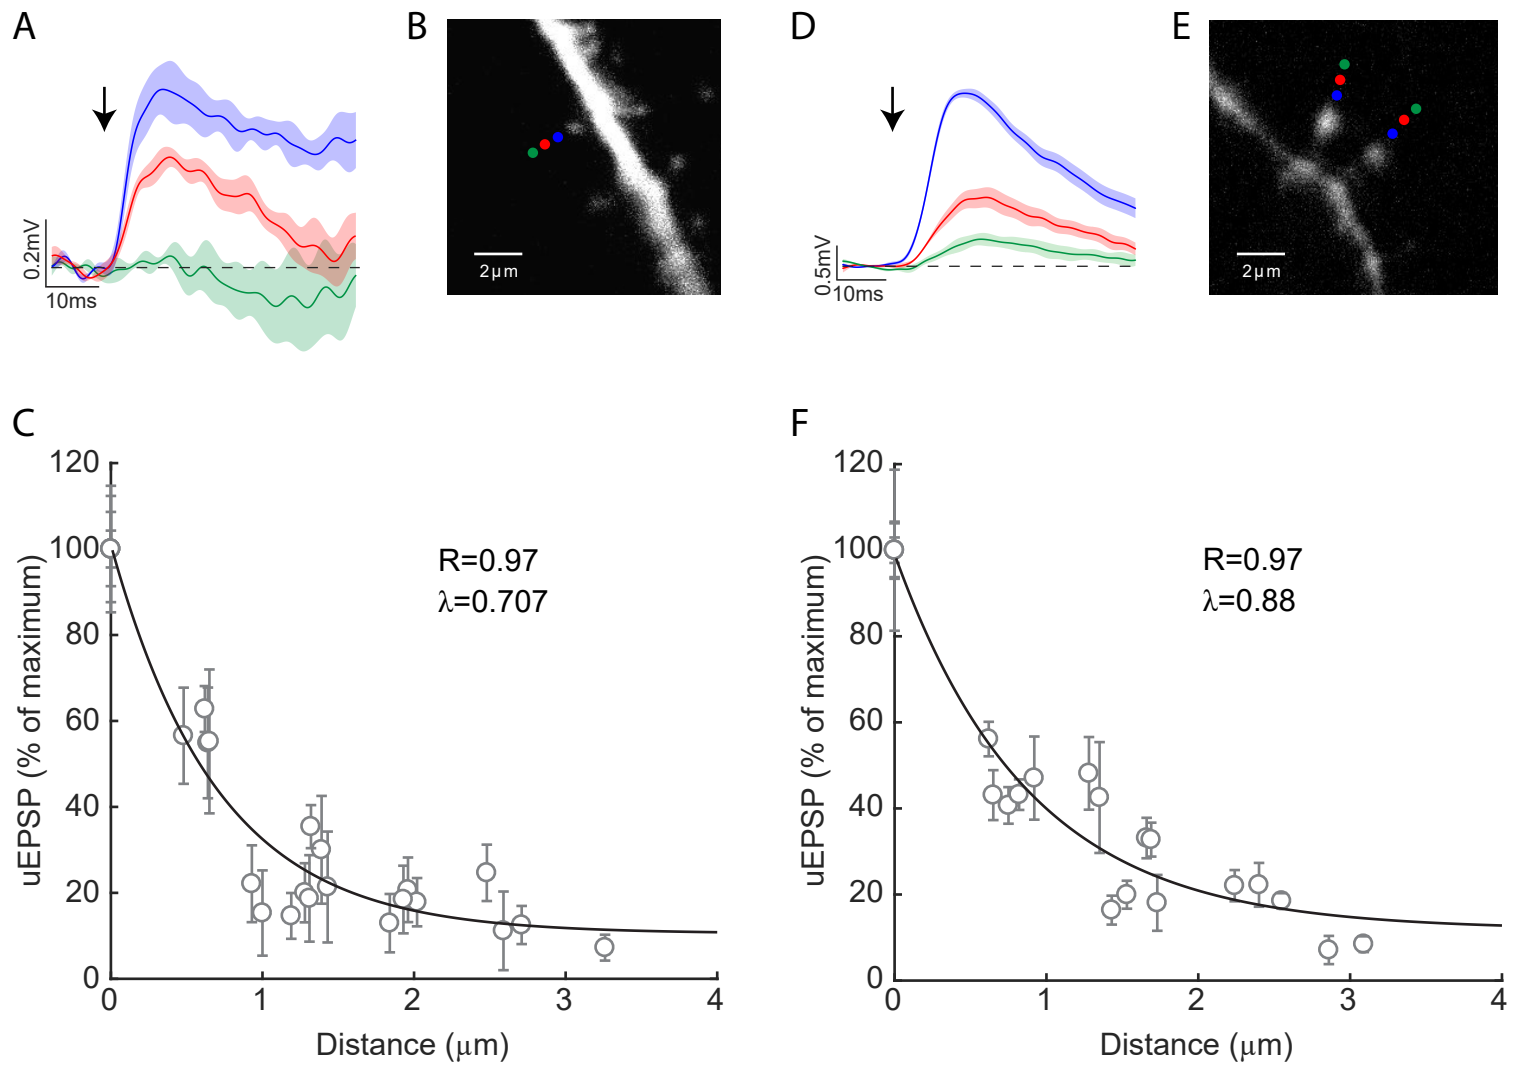 A
0.2mV
10ms
B
2μm
D
0.5mV
10ms
E
2μm
C
120
100
80
60
40
20
0
uEPSP (% of maximum)
R=0.97
λ=0.707
0 1 2 3 4
Distance (μm)
F
120
100
80
60
40
20
0
uEPSP (% of maximum)
R=0.97
λ=0.88
0 1 2 3 4
Distance (μm)